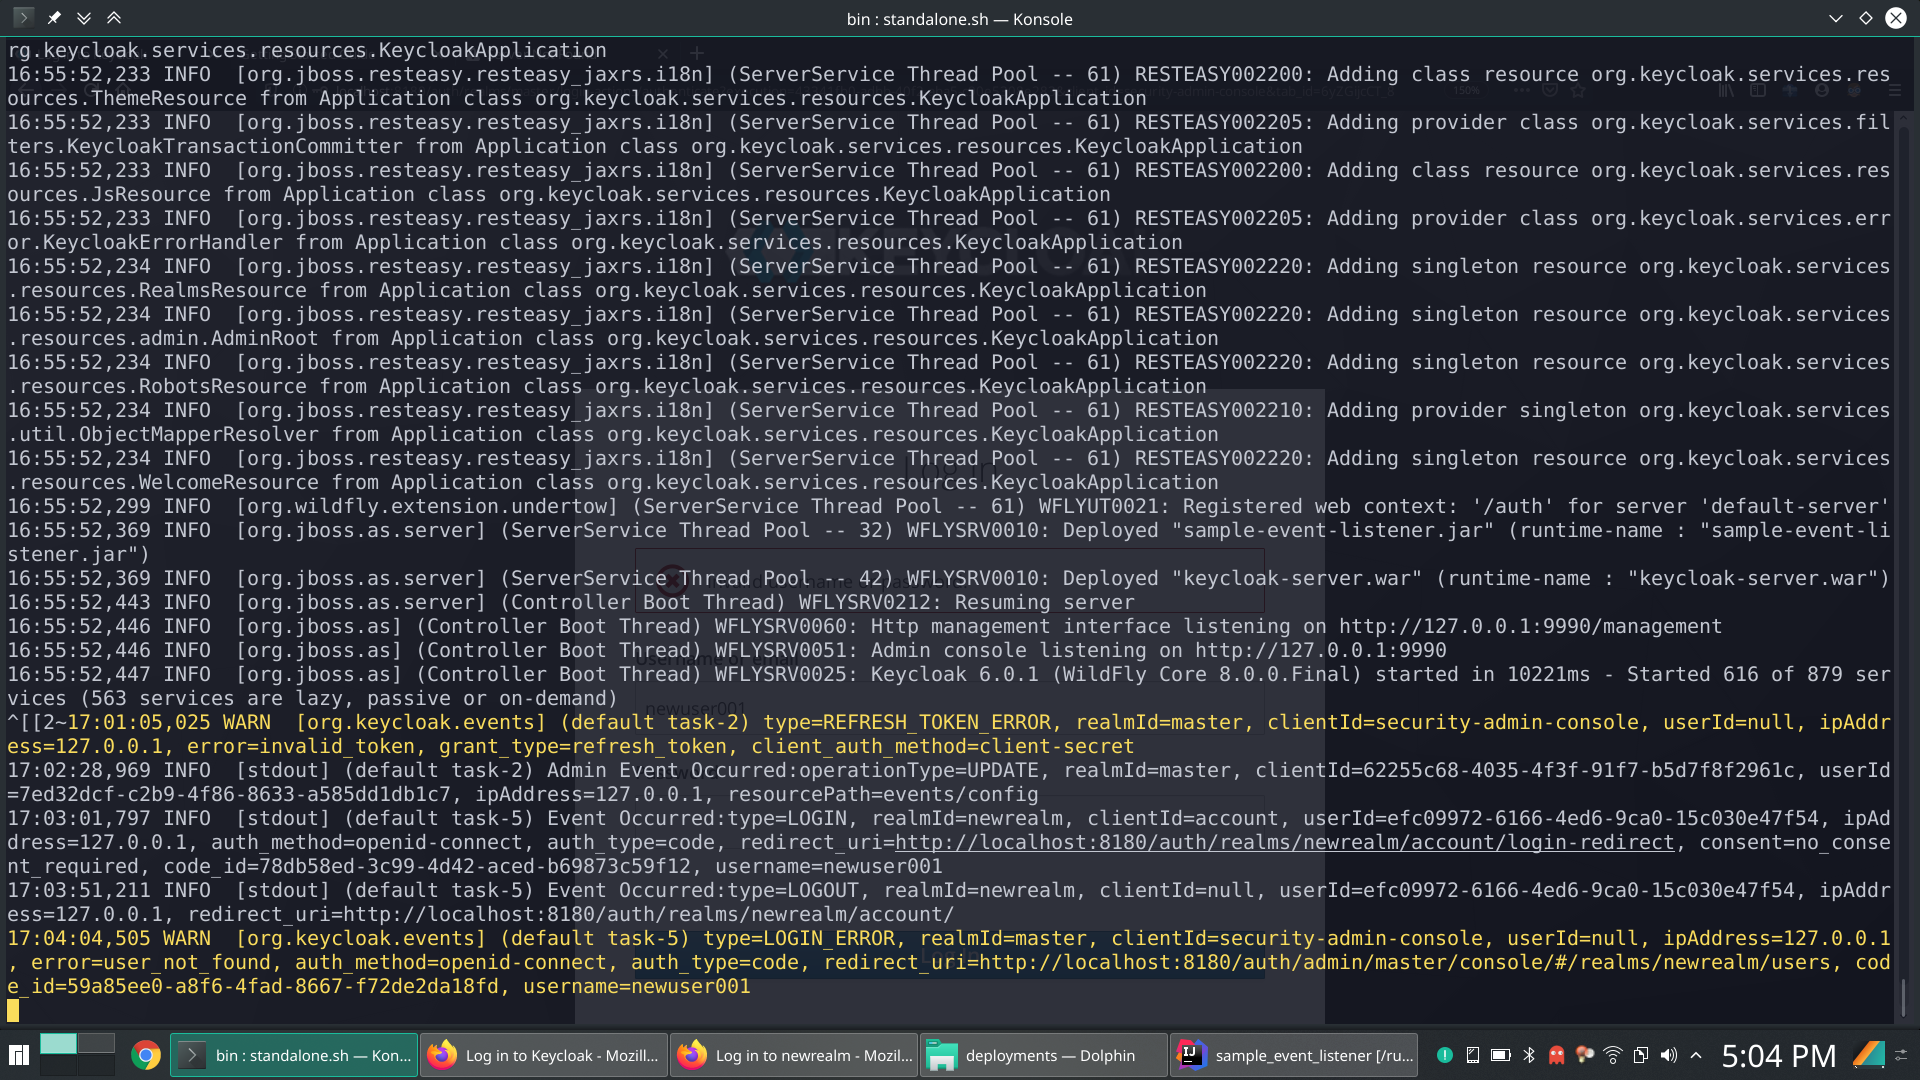 bin : standalone.sh — Konsole
rg.keycloak.services.resources.KeycloakApplication
16:55:52,233 INFO  [org.jboss.resteasy.resteasy_jaxrs.i18n] (ServerService Thread Pool -- 61) RESTEASY002200: Adding class resource org.keycloak.services.res
ources.ThemeResource from Application class org.keycloak.services.resources.KeycloakApplication
16:55:52,233 INFO  [org.jboss.resteasy.resteasy_jaxrs.i18n] (ServerService Thread Pool -- 61) RESTEASY002205: Adding provider class org.keycloak.services.fil
ters.KeycloakTransactionCommitter from Application class org.keycloak.services.resources.KeycloakApplication
16:55:52,233 INFO  [org.jboss.resteasy.resteasy_jaxrs.i18n] (ServerService Thread Pool -- 61) RESTEASY002200: Adding class resource org.keycloak.services.res
ources.JsResource from Application class org.keycloak.services.resources.KeycloakApplication
16:55:52,233 INFO  [org.jboss.resteasy.resteasy_jaxrs.i18n] (ServerService Thread Pool -- 61) RESTEASY002205: Adding provider class org.keycloak.services.err
or.KeycloakErrorHandler from Application class org.keycloak.services.resources.KeycloakApplication
16:55:52,234 INFO  [org.jboss.resteasy.resteasy_jaxrs.i18n] (ServerService Thread Pool -- 61) RESTEASY002220: Adding singleton resource org.keycloak.services
.resources.RealmsResource from Application class org.keycloak.services.resources.KeycloakApplication
16:55:52,234 INFO  [org.jboss.resteasy.resteasy_jaxrs.i18n] (ServerService Thread Pool -- 61) RESTEASY002220: Adding singleton resource org.keycloak.services
.resources.admin.AdminRoot from Application class org.keycloak.services.resources.KeycloakApplication
16:55:52,234 INFO  [org.jboss.resteasy.resteasy_jaxrs.i18n] (ServerService Thread Pool -- 61) RESTEASY002220: Adding singleton resource org.keycloak.services
.resources.RobotsResource from Application class org.keycloak.services.resources.KeycloakApplication
16:55:52,234 INFO  [org.jboss.resteasy.resteasy_jaxrs.i18n] (ServerService Thread Pool -- 61) RESTEASY002210: Adding provider singleton org.keycloak.services
.util.ObjectMapperResolver from Application class org.keycloak.services.resources.KeycloakApplication
16:55:52,234 INFO  [org.jboss.resteasy.resteasy_jaxrs.i18n] (ServerService Thread Pool -- 61) RESTEASY002220: Adding singleton resource org.keycloak.services
.resources.WelcomeResource from Application class org.keycloak.services.resources.KeycloakApplication
16:55:52,299 INFO  [org.wildfly.extension.undertow] (ServerService Thread Pool -- 61) WFLYUT0021: Registered web context: '/auth' for server 'default-server'
16:55:52,369 INFO  [org.jboss.as.server] (ServerService Thread Pool -- 32) WFLYSRV0010: Deployed "sample-event-listener.jar" (runtime-name : "sample-event-li
stener.jar")
16:55:52,369 INFO  [org.jboss.as.server] (ServerService Thread Pool -- 42) WFLYSRV0010: Deployed "keycloak-server.war" (runtime-name : "keycloak-server.war")
16:55:52,443 INFO  [org.jboss.as.server] (Controller Boot Thread) WFLYSRV0212: Resuming server
16:55:52,446 INFO  [org.jboss.as] (Controller Boot Thread) WFLYSRV0060: Http management interface listening on http://127.0.0.1:9990/management
16:55:52,446 INFO  [org.jboss.as] (Controller Boot Thread) WFLYSRV0051: Admin console listening on http://127.0.0.1:9990
16:55:52,447 INFO  [org.jboss.as] (Controller Boot Thread) WFLYSRV0025: Keycloak 6.0.1 (WildFly Core 8.0.0.Final) started in 10221ms - Started 616 of 879 ser
vices (563 services are lazy, passive or on-demand)
^[[2~17:01:05,025 WARN  [org.keycloak.events] (default task-2) type=REFRESH_TOKEN_ERROR, realmId=master, clientId=security-admin-console, userId=null, ipAddr
ess=127.0.0.1, error=invalid_token, grant_type=refresh_token, client_auth_method=client-secret
17:02:28,969 INFO  [stdout] (default task-2) Admin Event Occurred:operationType=UPDATE, realmId=master, clientId=62255c68-4035-4f3f-91f7-b5d7f8f2961c, userId
=7ed32dcf-c2b9-4f86-8633-a585dd1db1c7, ipAddress=127.0.0.1, resourcePath=events/config
17:03:01,797 INFO  [stdout] (default task-5) Event Occurred:type=LOGIN, realmId=newrealm, clientId=account, userId=efc09972-6166-4ed6-9ca0-15c030e47f54, ipAd
dress=127.0.0.1, auth_method=openid-connect, auth_type=code, redirect_uri=http://localhost:8180/auth/realms/newrealm/account/login-redirect, consent=no_conse
nt_required, code_id=78db58ed-3c99-4d42-aced-b69873c59f12, username=newuser001
17:03:51,211 INFO  [stdout] (default task-5) Event Occurred:type=LOGOUT, realmId=newrealm, clientId=null, userId=efc09972-6166-4ed6-9ca0-15c030e47f54, ipAddr
ess=127.0.0.1, redirect_uri=http://localhost:8180/auth/realms/newrealm/account/
17:04:04,505 WARN  [org.keycloak.events] (default task-5) type=LOGIN_ERROR, realmId=master, clientId=security-admin-console, userId=null, ipAddress=127.0.0.1
, error=user_not_found, auth_method=openid-connect, auth_type=code, redirect_uri=http://localhost:8180/auth/admin/master/console/#/realms/newrealm/users, cod
e_id=59a85ee0-a8f6-4fad-8667-f72de2da18fd, username=newuser001
bin : standalone.sh — Kon...
Log in to Keycloak - Mozill...
Log in to newrealm - Mozil...
deployments — Dolphin
sample_event_listener [/ru...
5:04 PM